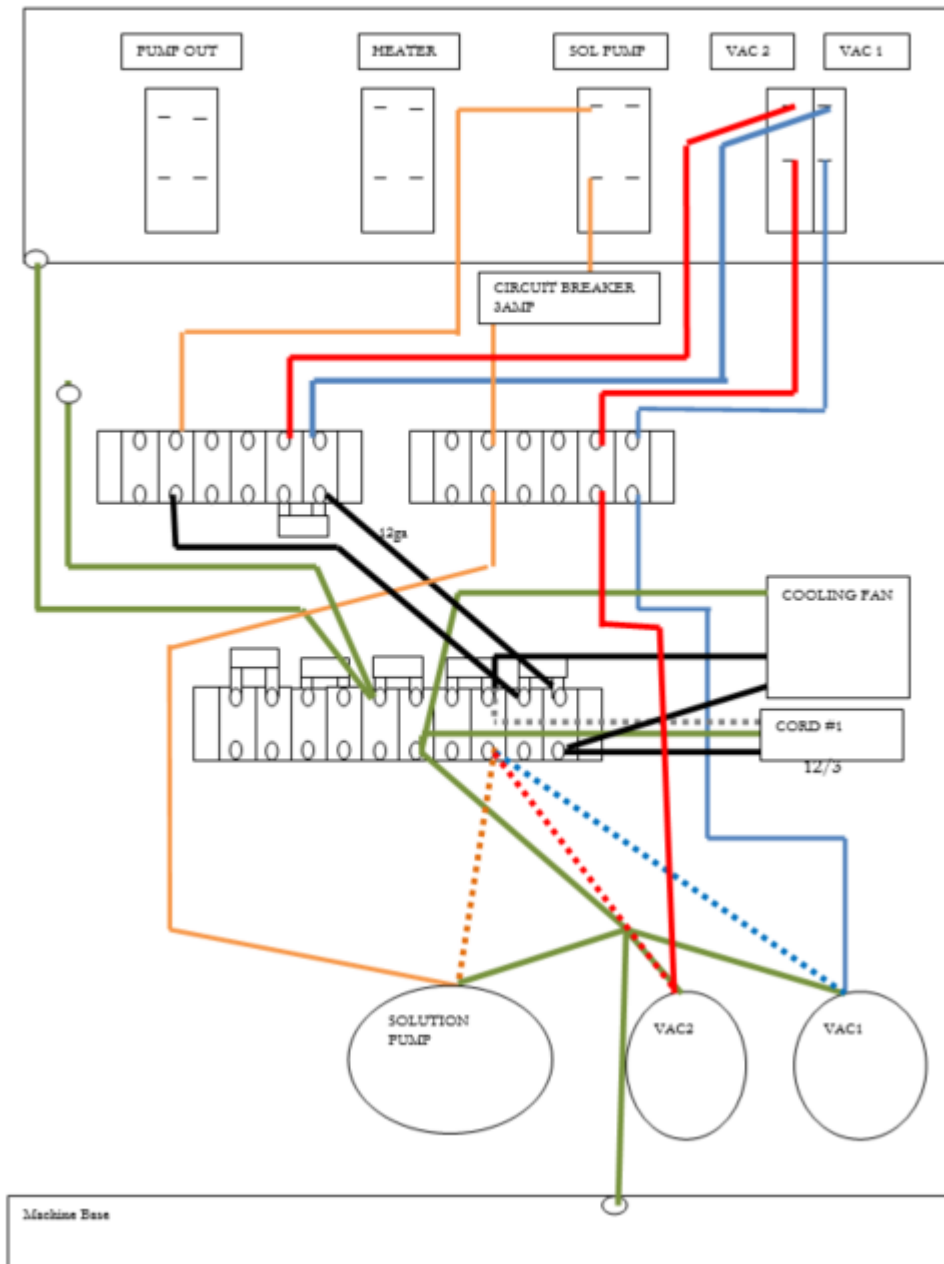 PUMP OUT
HEATER
SOL PUMP
VAC 2
VAC 1
CIRCUIT BREAKER
3AMP
12ga
COOLING FAN
CORD #1
12/3
SOLUTION
PUMP
VAC2
VAC1
Machine Base